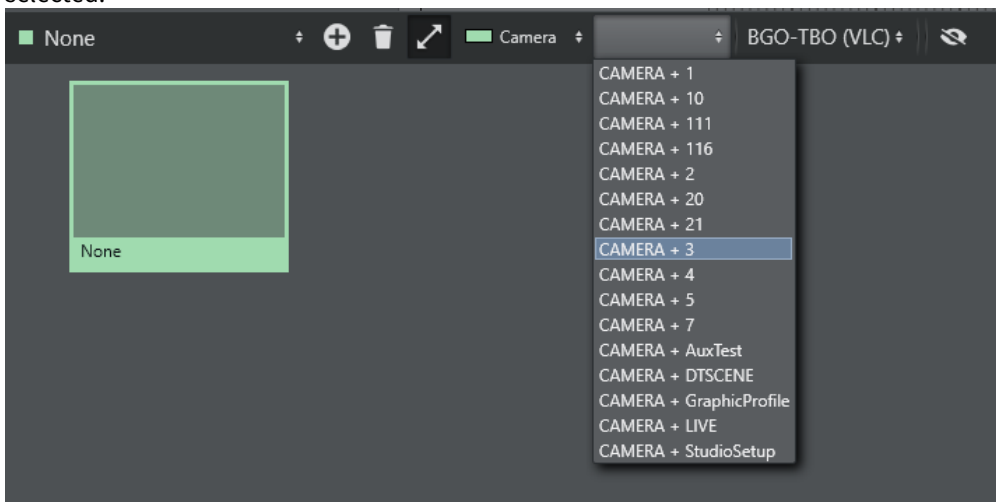 selected.
None Camera BGO-TBO (VLC)
None
CAMERA + 1
CAMERA + 10
CAMERA + 111
CAMERA + 116
CAMERA + 2
CAMERA + 20
CAMERA + 21
CAMERA + 3
CAMERA + 4
CAMERA + 5
CAMERA + 7
CAMERA + AuxTest
CAMERA + DTSCENE
CAMERA + GraphicProfile
CAMERA + LIVE
CAMERA + StudioSetup